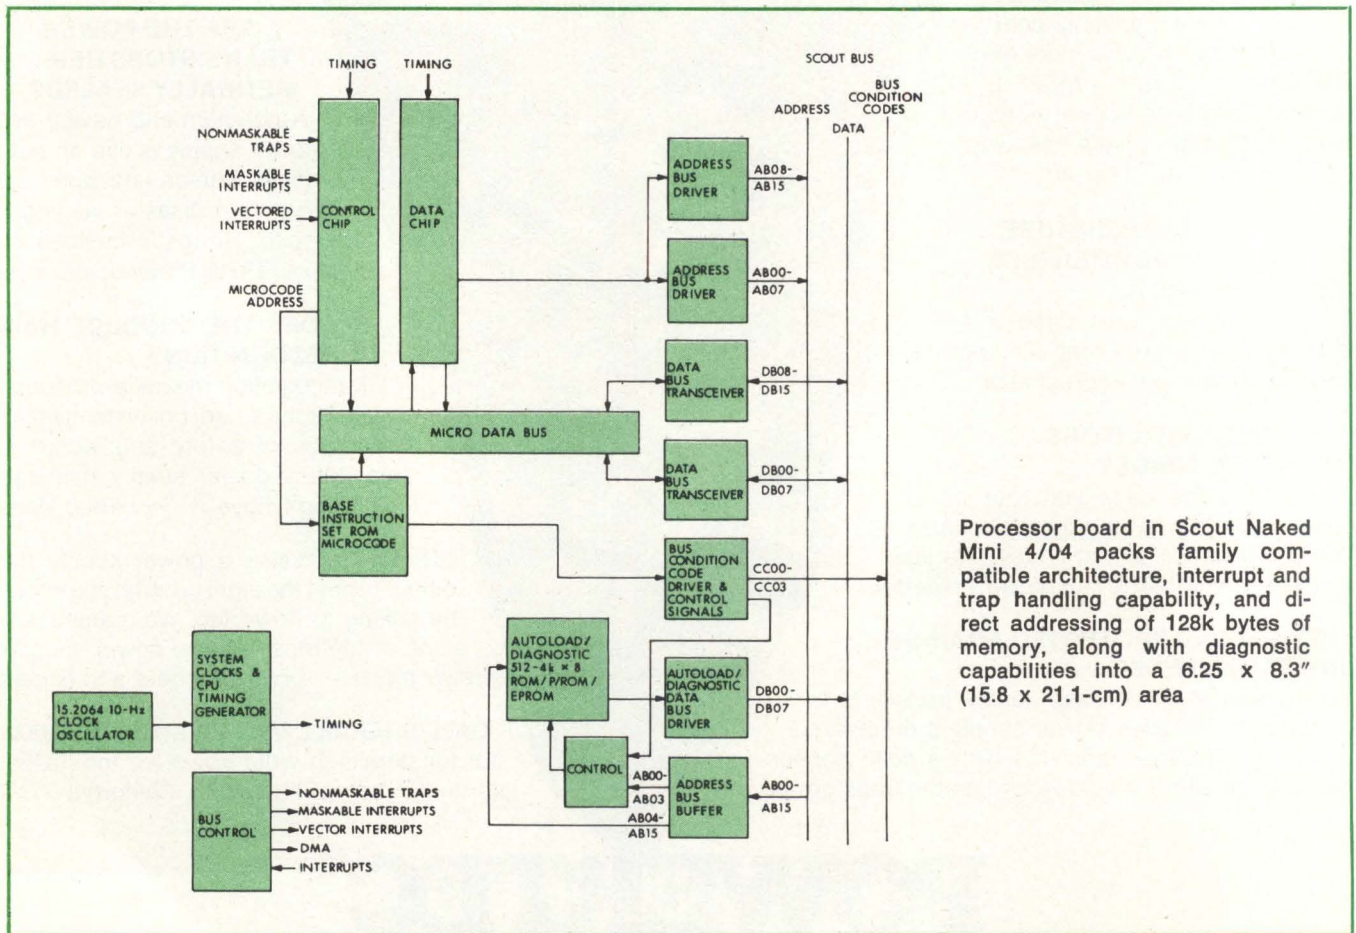 TIMING
TIMING
SCOUT BUS
BUS
CONDITION
CODES
ADDRESS
DATA
NONMASKABLE
TRAPS
MASKABLE
INTERRUPTS
VECTORED
INTERRUPTS
MICROCODE
ADDRESS
CONTROL
CHIP
DATA
CHIP
ADDRESS
BUS
DRIVER
AB08-
AB15
ADDRESS
BUS
DRIVER
AB00-
AB07
DATA
BUS
TRANSCEIVER
DB08-
DB15
MICRO DATA BUS
DATA
BUS
TRANSCEIVER
DB00-
DB07
BASE
INSTRUCTION
SET ROM
MICROCODE
BUS
CONDITION
CODE
DRIVER &
CONTROL
SIGNALS
CC00-
CC03
AUTOLOAD/
DIAGNOSTIC
512-4k × 8
ROM/P/ROM/
EPROM
AUTOLOAD/
DIAGNOSTIC
DATA
BUS
DRIVER
DB00-
DB07
SYSTEM
CLOCKS &
CPU
TIMING
GENERATOR
15.2064 10-Hz
CLOCK
OSCILLATOR
TIMING
CONTROL
AB00-
AB03
AB04-
AB15
ADDRESS
BUS
BUFFER
AB00-
AB15
BUS
CONTROL
NONMASKABLE TRAPS
MASKABLE INTERRUPTS
VECTOR INTERRUPTS
DMA
INTERRUPTS
Processor board in Scout Naked
Mini 4/04 packs family com-
patible architecture, interrupt and
trap handling capability, and di-
rect addressing of 128k bytes of
memory, along with diagnostic
capabilities into a 6.25 x 8.3"
(15.8 x 21.1-cm) area